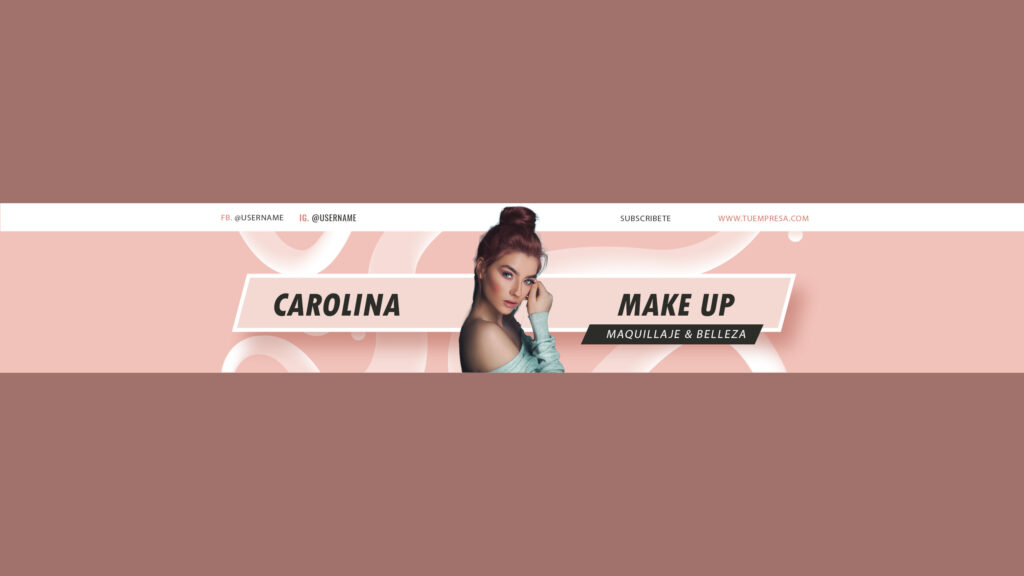 FB. @USERNAME IG. @USERNAME SUBSCRIBETE WWW.TUEMPRESA.COM
CAROLINA MAKE UP
MAQUILLAJE & BELLEZA